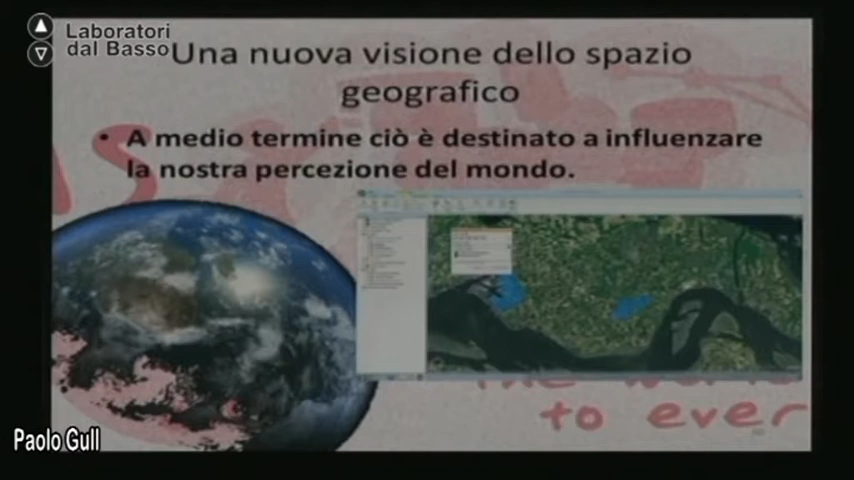 Laboratori
dal Basso
Una nuova visione dello spazio
geografico
• A medio termine ciò è destinato a influenzare
la nostra percezione del mondo.
to ever
Paolo Gull